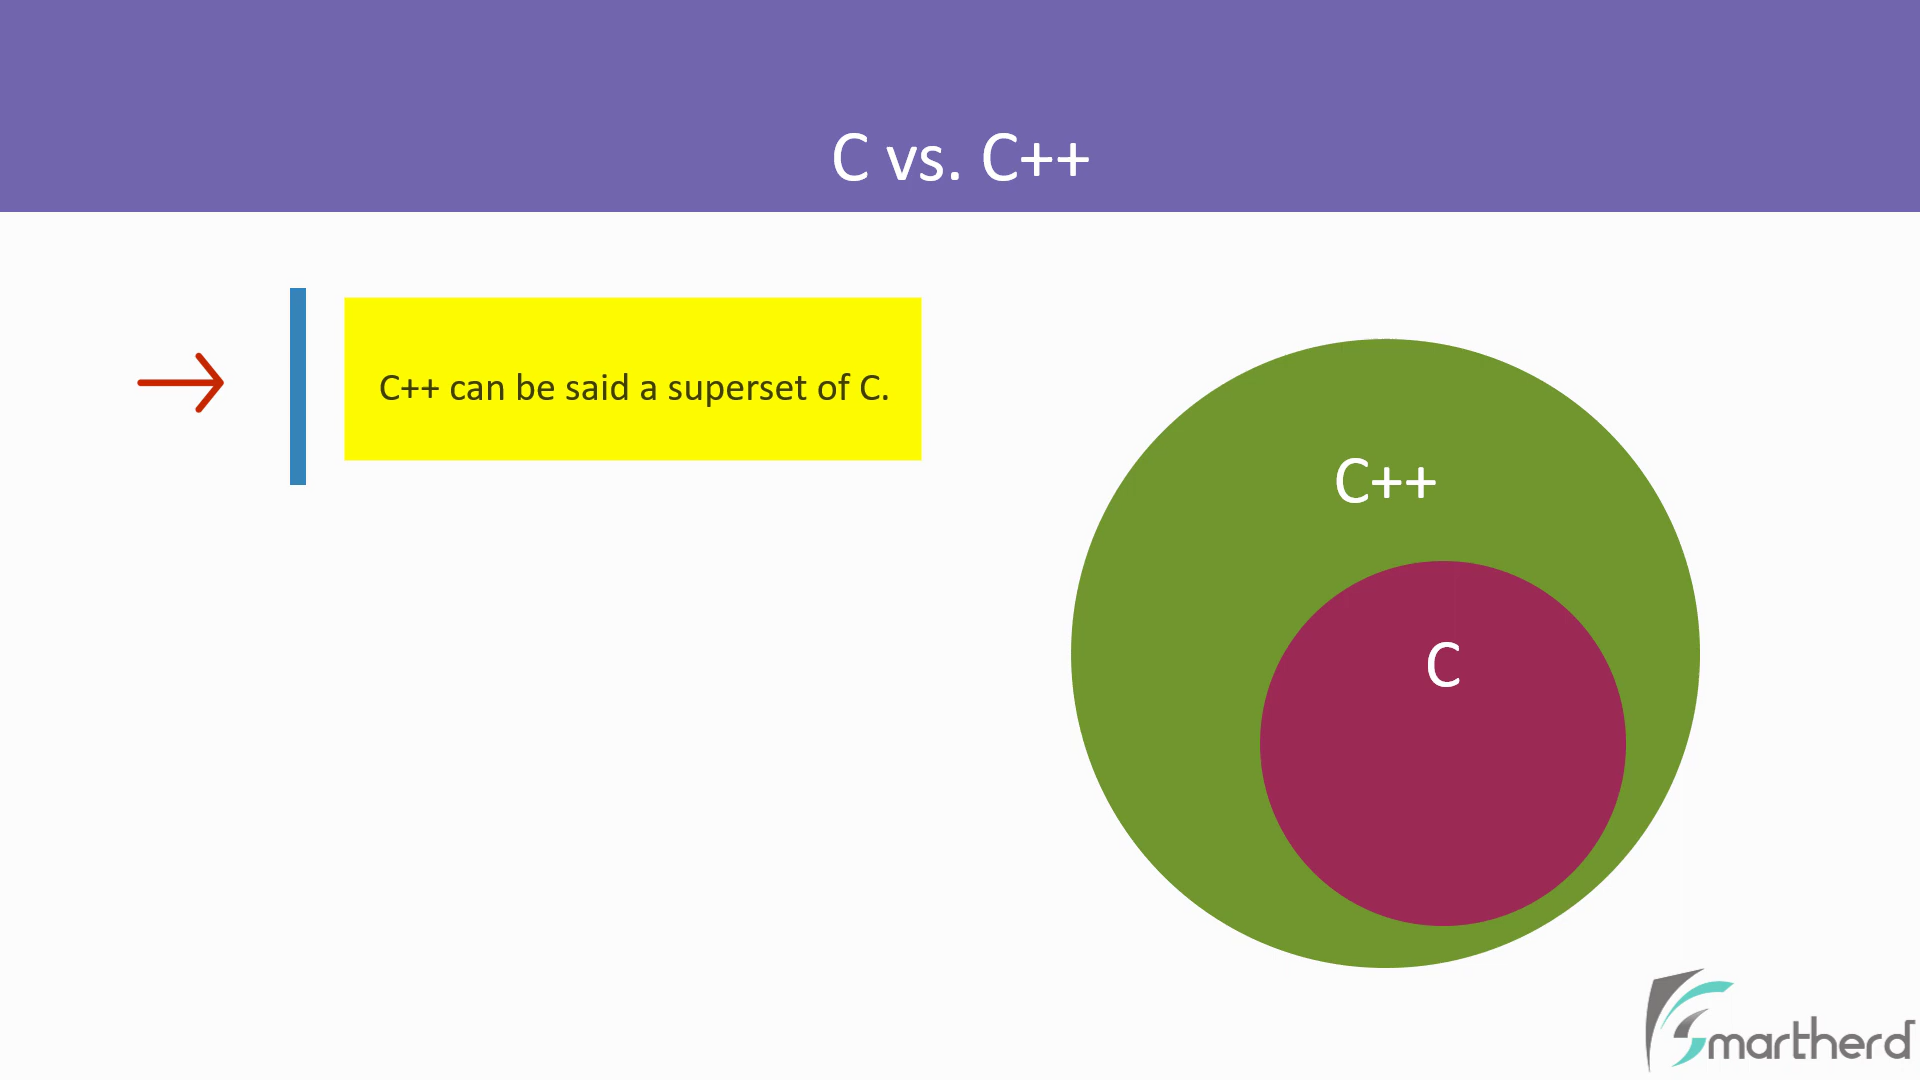 C vs. C++
C++ can be said a superset of C.
C++
C
Smartherd